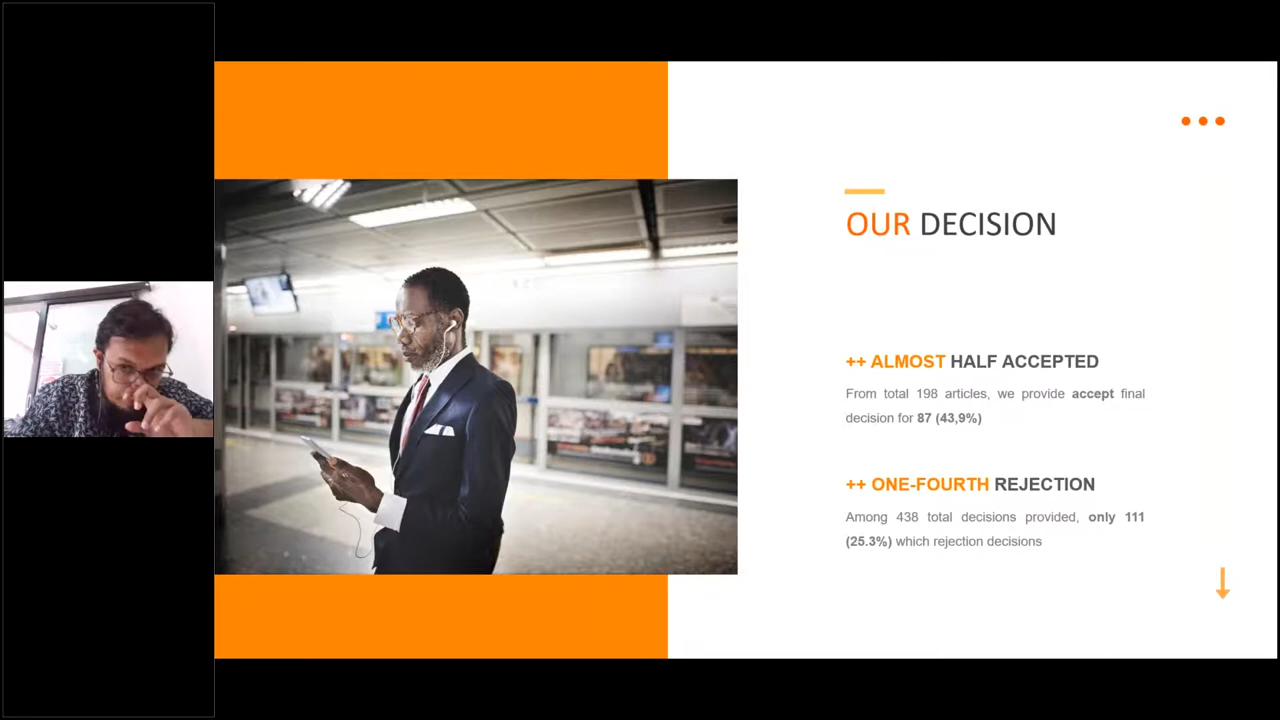 OUR DECISION
++ ALMOST HALF ACCEPTED
From total 198 articles, we provide accept final
decision for 87 (43,9%)
++ ONE-FOURTH REJECTION
Among 438 total decisions provided, only 111
(25.3%) which rejection decisions